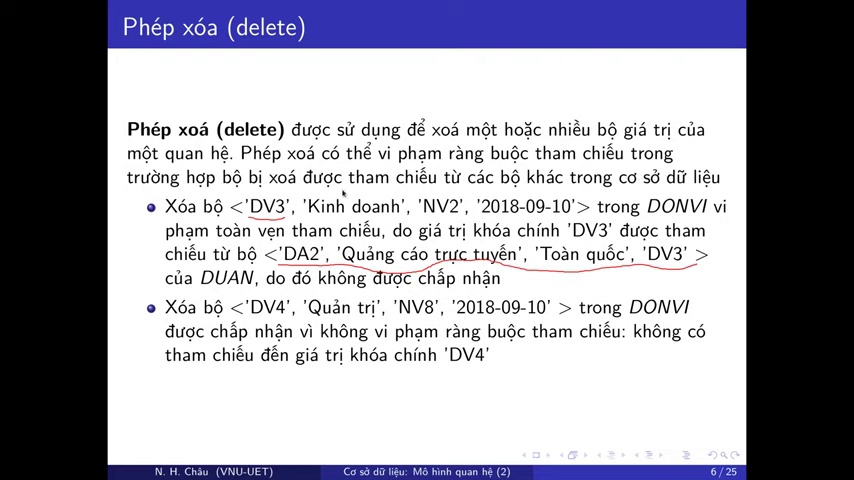 Phép xóa (delete)
Phép xoá (delete) được sử dụng để xoá một hoặc nhiều bộ giá trị của
một quan hệ. Phép xoá có thể vi phạm ràng buộc tham chiếu trong
trường hợp bộ bị xoá được tham chiếu từ các bộ khác trong cơ sở dữ liệu
Xóa bộ <'DV3', 'Kinh doanh', 'NV2', '2018-09-10'> trong DONVI vi
phạm toàn vẹn tham chiếu, do giá trị khóa chính 'DV3' được tham
chiếu từ bộ <'DA2', 'Quảng cáo trực tuyến', 'Toàn quốc', 'DV3' >
của DUAN, do đó không được chấp nhận
Xóa bộ <'DV4', 'Quản trị', 'NV8', '2018-09-10' > trong DONVI
được chấp nhận vì không vi phạm ràng buộc tham chiếu: không có
tham chiếu đến giá trị khóa chính 'DV4'
N. H. Châu (VNU-UET) Cơ sở dữ liệu: Mô hình quan hệ (2) 6 / 25